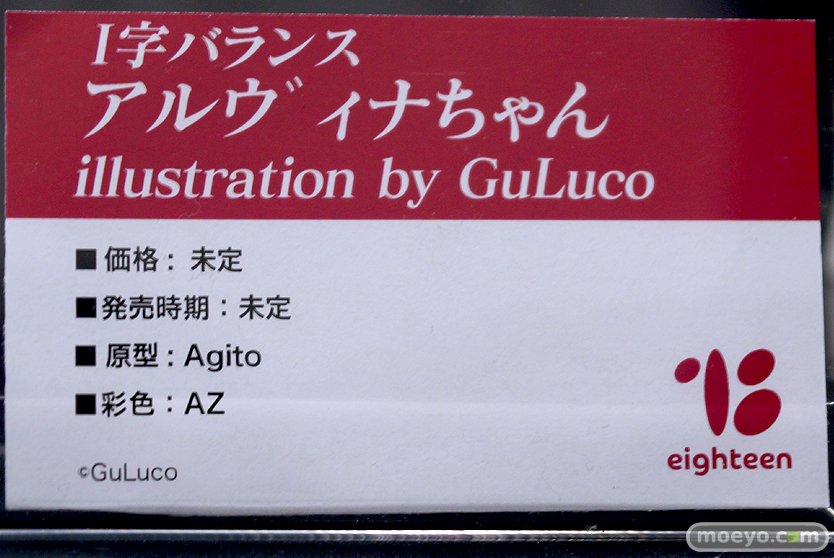 I字バランス
アルヴィナちゃん
illustration by GuLuco
■価格：未定
■発売時期：未定
■原型：Agito
■彩色：AZ
©GuLuco
18
eighteen
moeyo.com